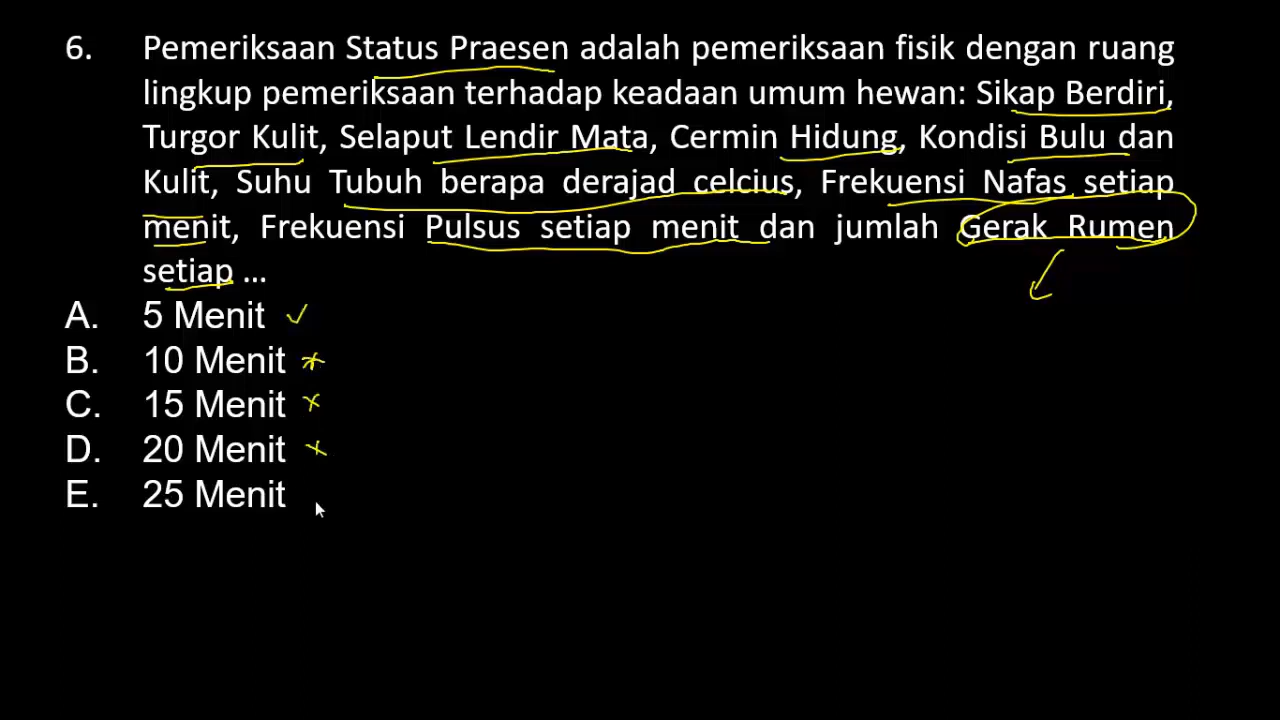 6. Pemeriksaan Status Praesen adalah pemeriksaan fisik dengan ruang
lingkup pemeriksaan terhadap keadaan umum hewan: Sikap Berdiri,
Turgor Kulit, Selaput Lendir Mata, Cermin Hidung, Kondisi Bulu dan
Kulit, Suhu Tubuh berapa derajad celcius, Frekuensi Nafas setiap
menit, Frekuensi Pulsus setiap menit dan jumlah Gerak Rumen
setiap ...
A. 5 Menit
B. 10 Menit
C. 15 Menit
D. 20 Menit
E. 25 Menit